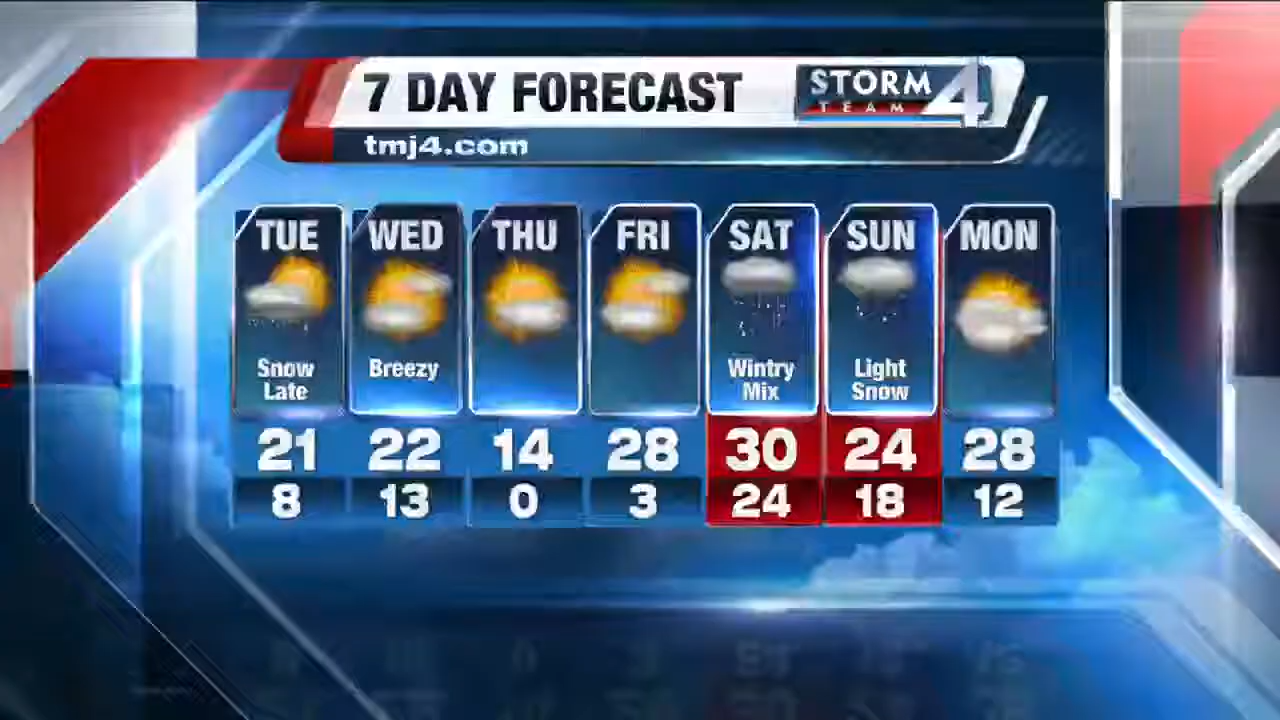 7 DAY FORECAST
STORM
TEAM 4
tmj4.com
TUE WED THU FRI SAT SUN MON
Snow Late
Breezy
Wintry Mix
Light Snow
21 22 14 28 30 24 28
8 13 0 3 24 18 12